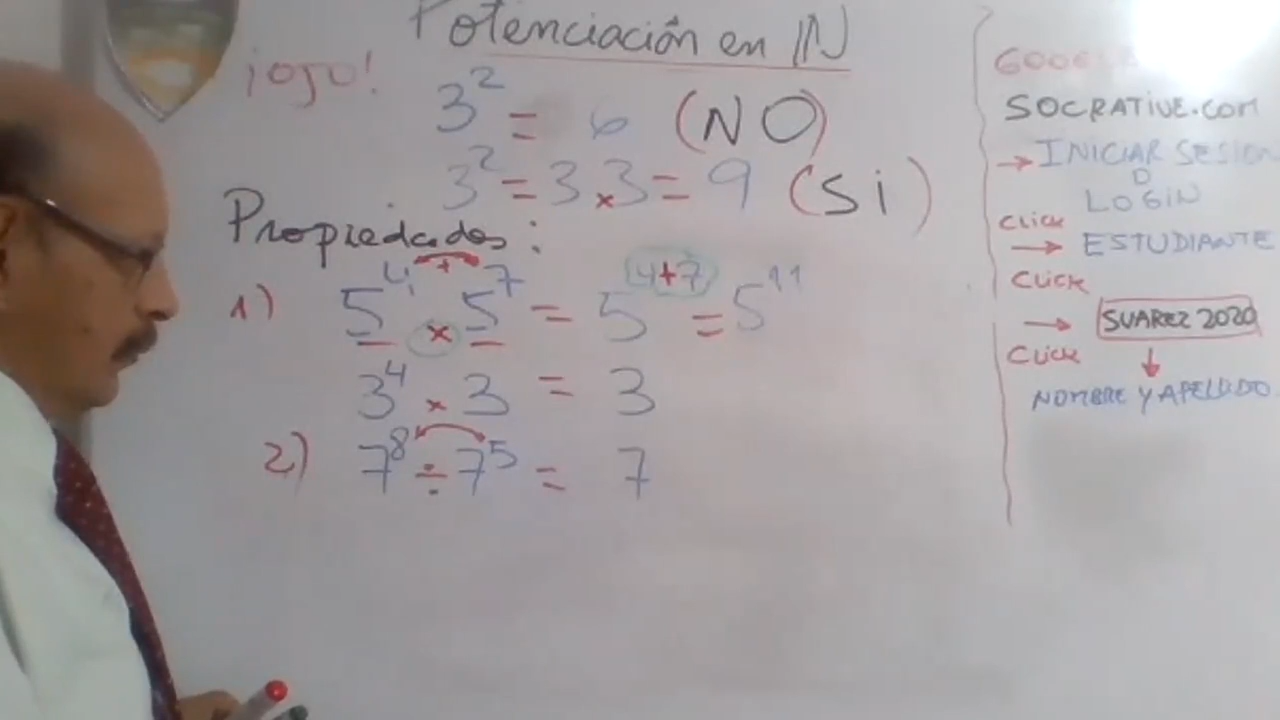 Potenciación en IN
¡OJO!
3² = 6 (NO)
3² = 3 × 3 = 9 (Si)
Propiedades:
+
1) 5⁴ × 5⁷ = 5⁴⁺⁷ = 5¹¹
3⁴ × 3 = 3
2) 7⁸ ÷ 7⁵ = 7
SOCRATIVE.COM
→ INICIAR SESION
O
LOGIN
CLICK
→ ESTUDIANTE
CLICK
→ SUAREZ 2020
CLICK ↓
NOMBRE Y APELLIDO